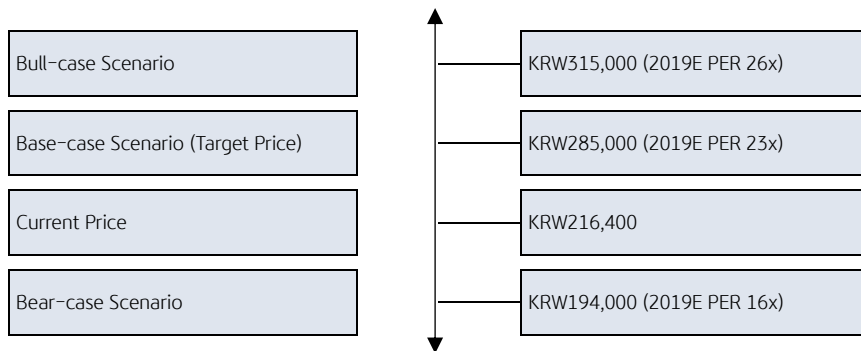 Bull-case Scenario
KRW315,000 (2019E PER 26x)
Base-case Scenario (Target Price)
KRW285,000 (2019E PER 23x)
Current Price
KRW216,400
Bear-case Scenario
KRW194,000 (2019E PER 16x)